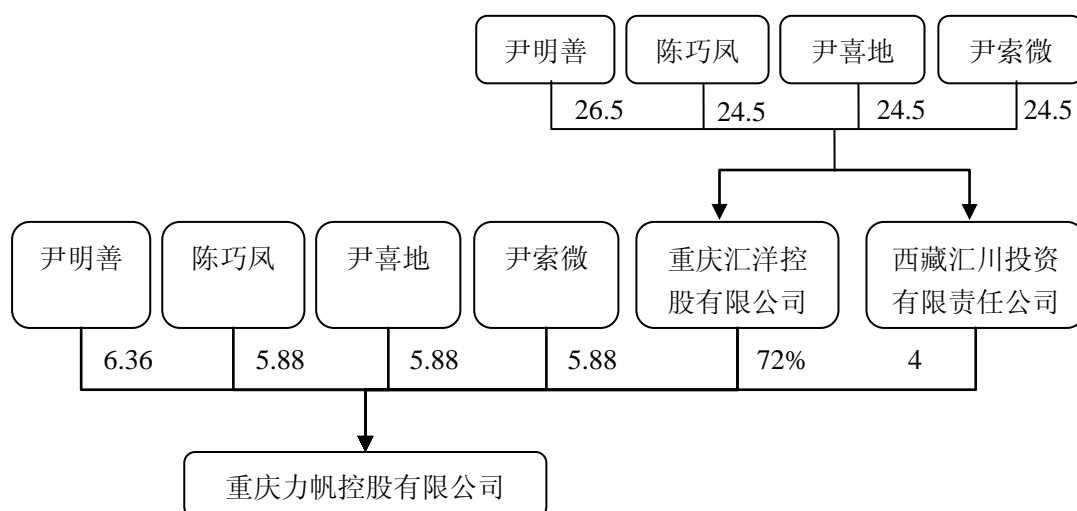 尹明善
陈巧凤
尹喜地
尹索微
26.5
24.5
24.5
24.5
尹明善
陈巧凤
尹喜地
尹索微
重庆汇洋控
股有限公司
西藏汇川投资
有限责任公司
6.36
5.88
5.88
5.88
72%
4
重庆力帆控股有限公司